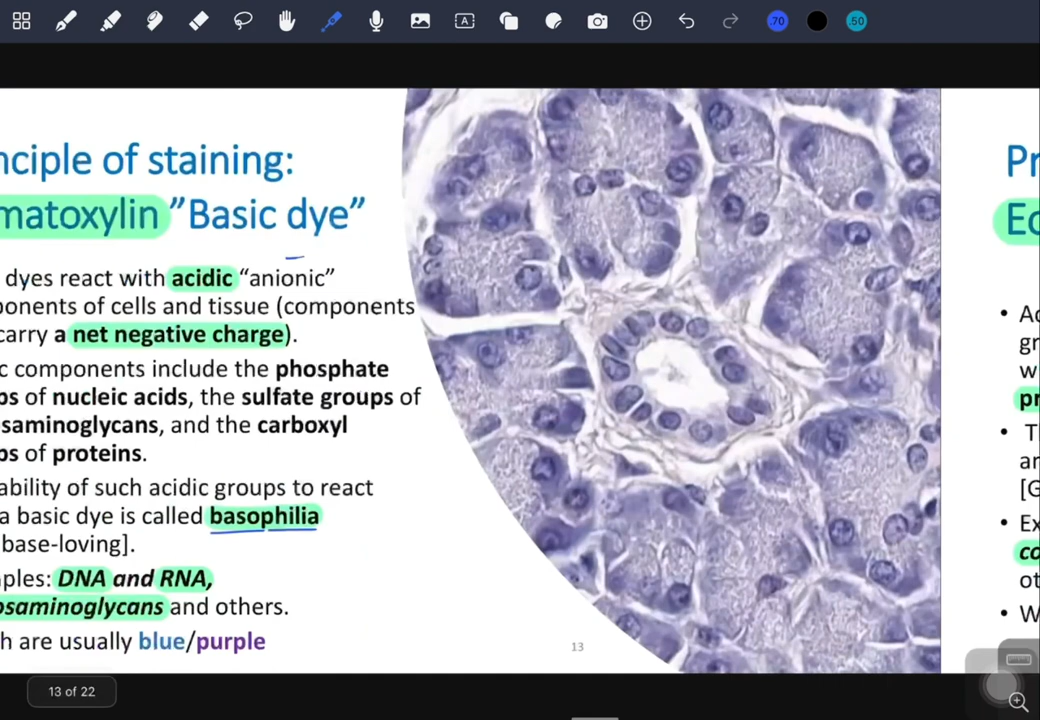 A
.70
.50
nciple of staining:
matoxylin ”Basic dye”
dyes react with acidic “anionic”
ponents of cells and tissue (components
carry a net negative charge).
c components include the phosphate
ps of nucleic acids, the sulfate groups of
saminoglycans, and the carboxyl
ps of proteins.
ability of such acidic groups to react
a basic dye is called basophilia
base-loving].
ples: DNA and RNA,
osaminoglycans and others.
h are usually blue/purple
13
Pr
Eo
• Ac
gr
w
pr
• T
ar
[G
• Ex
co
ot
• W
13 of 22